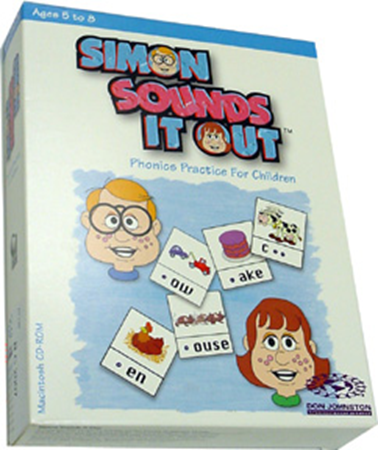 Ages 5 to 8
SIMON
SOUNDS
IT OUT™
Phonics Practice For Children
c • •
• ake
• ow
• ouse
• en
Macintosh CD-ROM
DON JOHNSTON